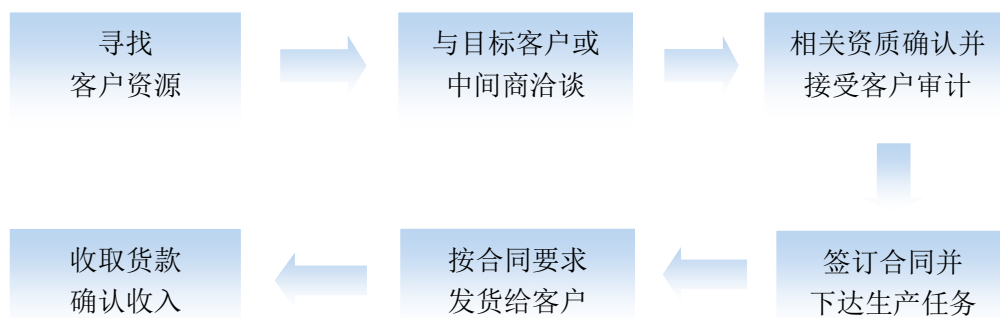 寻找
客户资源
与目标客户或
中间商洽谈
相关资质确认并
接受客户审计
签订合同并
下达生产任务
按合同要求
发货给客户
收取货款
确认收入